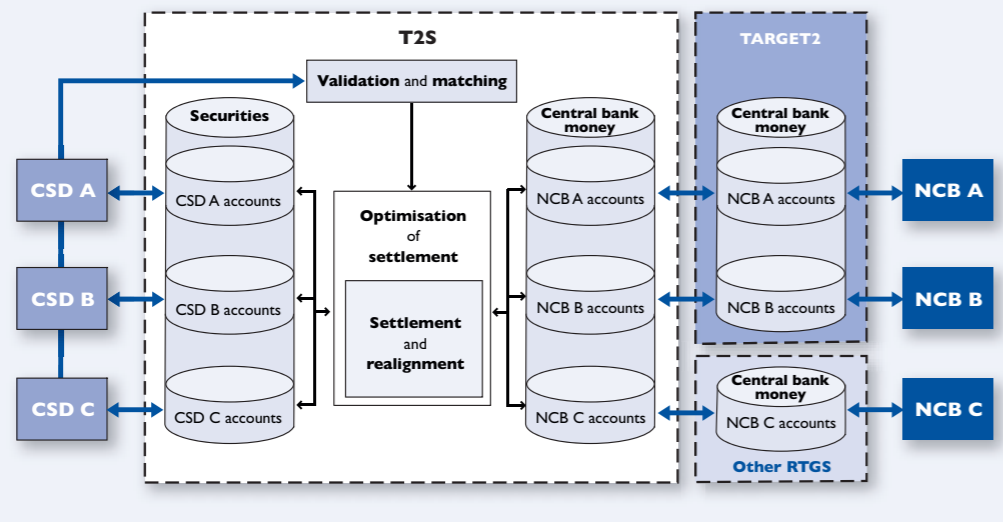 T2S
TARGET2
Validation and matching
Securities
Central bank
money
Central bank
money
CSD A
CSD A accounts
Optimisation
of
settlement
NCB A accounts
NCB A accounts
NCB A
CSD B
CSD B accounts
Settlement
and
realignment
NCB B accounts
NCB B accounts
NCB B
Central bank
money
CSD C
CSD C accounts
NCB C accounts
NCB C accounts
NCB C
Other RTGS